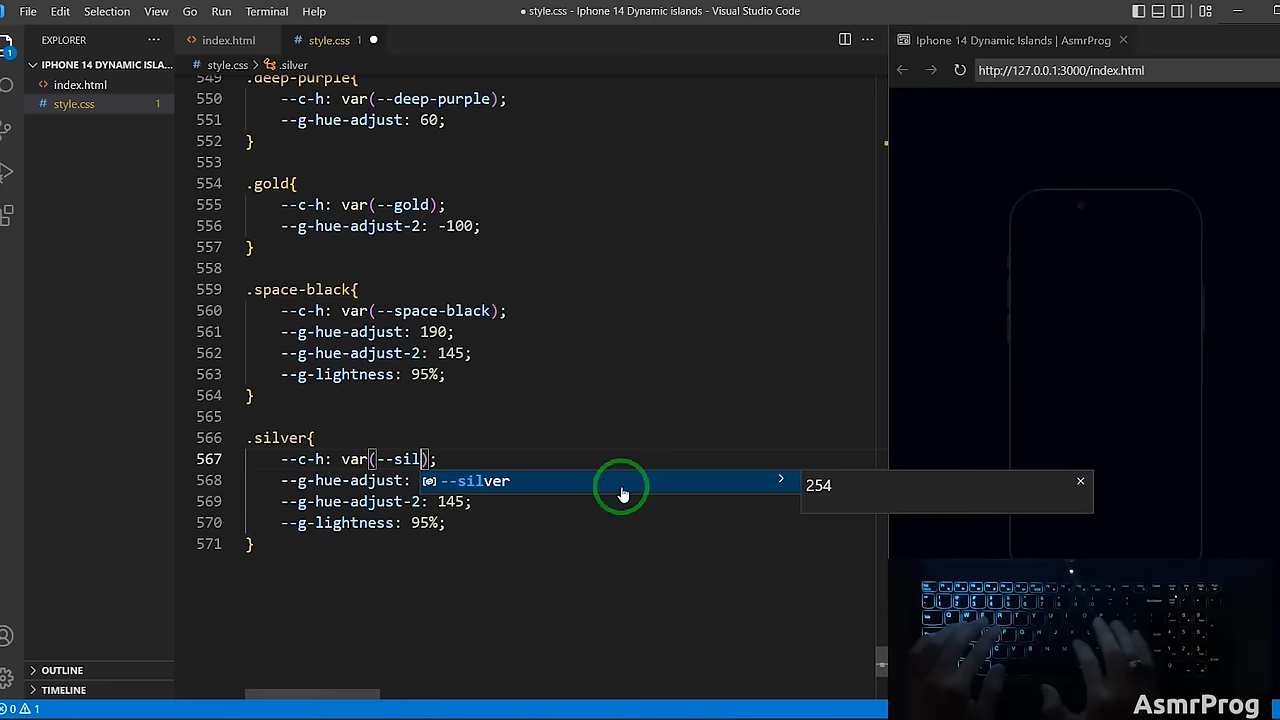 File Edit Selection View Go Run Terminal Help
● style.css - Iphone 14 Dynamic islands - Visual Studio Code
EXPLORER ···
IPHONE 14 DYNAMIC ISLA...
index.html
style.css 1
OUTLINE
TIMELINE
index.html
style.css 1 ●
style.css > .silver
549 .deep-purple{
550 --c-h: var(--deep-purple);
551 --g-hue-adjust: 60;
552 }
553
554 .gold{
555 --c-h: var(--gold);
556 --g-hue-adjust-2: -100;
557 }
558
559 .space-black{
560 --c-h: var(--space-black);
561 --g-hue-adjust: 190;
562 --g-hue-adjust-2: 145;
563 --g-lightness: 95%;
564 }
565
566 .silver{
567 --c-h: var(--sil);
568 --g-hue-adjust:
--silver
254
569 --g-hue-adjust-2: 145;
570 --g-lightness: 95%;
571 }
Iphone 14 Dynamic Islands | AsmrProg
http://127.0.0.1:3000/index.html
1
0 1
AsmrProg